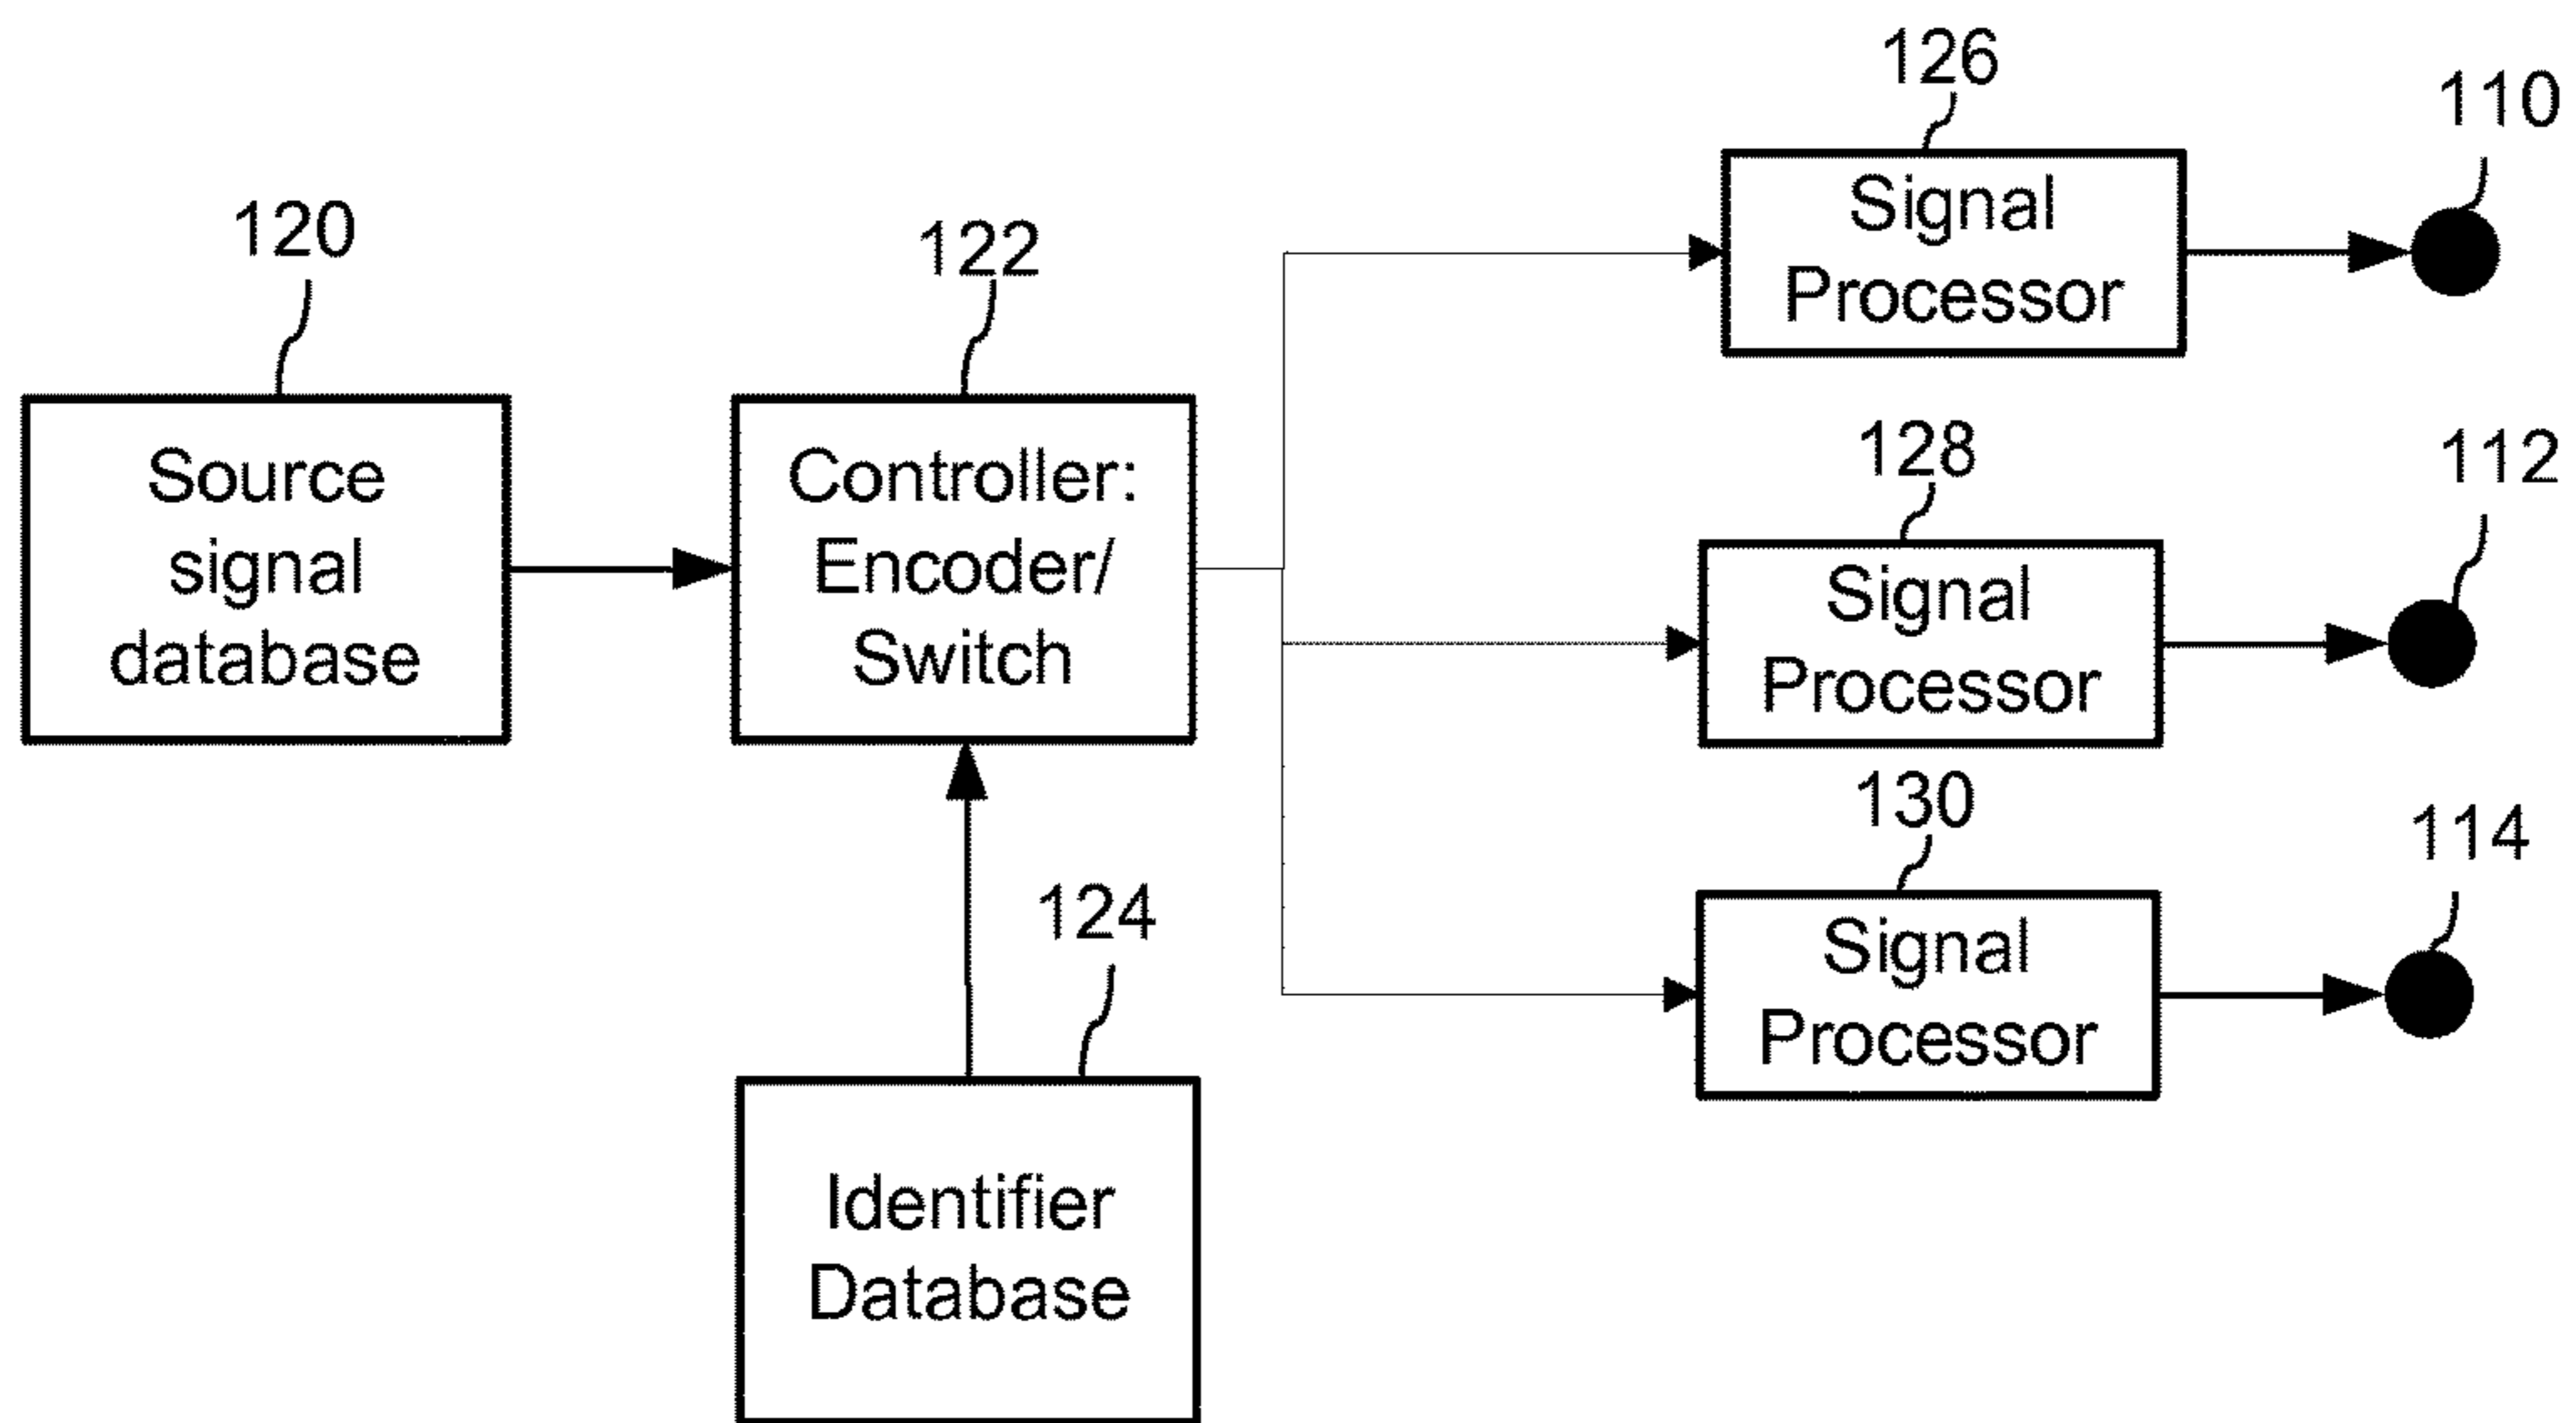 126
110
Signal
Processor
120
122
Source
signal
database
Controller:
Encoder/
Switch
128
112
Signal
Processor
130
114
Signal
Processor
124
Identifier
Database